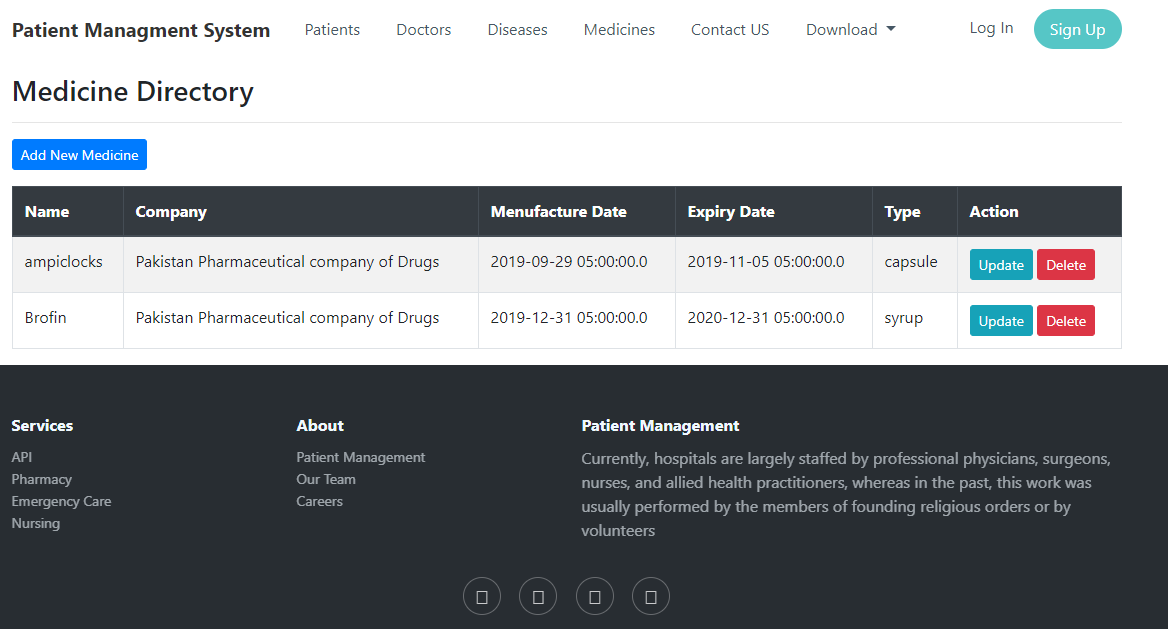 Patient Managment System Patients Doctors Diseases Medicines Contact US Download Log In Sign Up
Medicine Directory
Add New Medicine
Name Company Menufacture Date Expiry Date Type Action
ampiclocks Pakistan Pharmaceutical company of Drugs 2019-09-29 05:00:00.0 2019-11-05 05:00:00.0 capsule Update Delete
Brofin Pakistan Pharmaceutical company of Drugs 2019-12-31 05:00:00.0 2020-12-31 05:00:00.0 syrup Update Delete
Services
API
Pharmacy
Emergency Care
Nursing
About
Patient Management
Our Team
Careers
Patient Management
Currently, hospitals are largely staffed by professional physicians, surgeons,
nurses, and allied health practitioners, whereas in the past, this work was
usually performed by the members of founding religious orders or by
volunteers